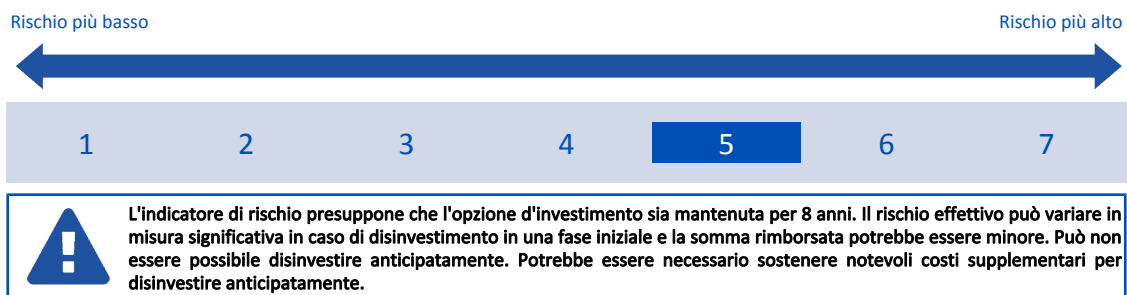 Rischio più basso Rischio più alto
1 2 3 4 5 6 7
L'indicatore di rischio presuppone che l'opzione d'investimento sia mantenuta per 8 anni. Il rischio effettivo può variare in
misura significativa in caso di disinvestimento in una fase iniziale e la somma rimborsata potrebbe essere minore. Può non
essere possibile disinvestire anticipatamente. Potrebbe essere necessario sostenere notevoli costi supplementari per
disinvestire anticipatamente.